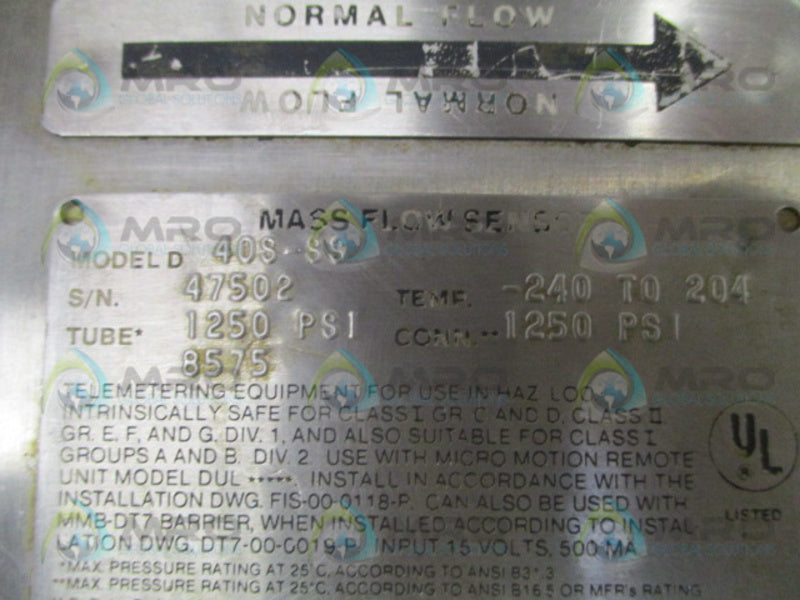 NORMAL FLOW
NORMAL FLOW
MASS FLOW SENSOR
MODEL D 40S-SS
S/N. 47502 TEMP. -240 TO 204
TUBE* 1250 PSI CONN.** 1250 PSI
8575
TELEMETERING EQUIPMENT FOR USE IN HAZ LOC
INTRINSICALLY SAFE FOR CLASS I GR. C AND D, CLASS II
GR. E, F, AND G. DIV. 1, AND ALSO SUITABLE FOR CLASS I
GROUPS A AND B, DIV. 2. USE WITH MICRO MOTION REMOTE
UNIT MODEL DUL *****. INSTALL IN ACCORDANCE WITH THE
INSTALLATION DWG. FIS-00-0118-P. CAN ALSO BE USED WITH
MMB-DT7 BARRIER, WHEN INSTALLED ACCORDING TO INSTAL
LATION DWG. DT7-00-0019-P. INPUT 15 VOLTS, 500 MA
*MAX PRESSURE RATING AT 25°C, ACCORDING TO ANSI B31.3
**MAX. PRESSURE RATING AT 25°C, ACCORDING TO ANSI B16.5 OR MFR's RATING
UL
®
LISTED
MRO
GLOBAL SOLUTIONS